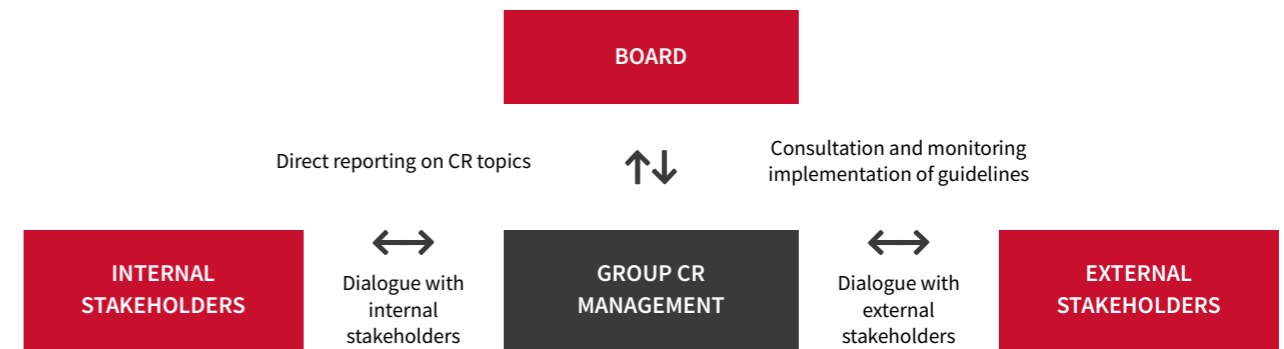 BOARD
Direct reporting on CR topics
Consultation and monitoring
implementation of guidelines
INTERNAL
STAKEHOLDERS
Dialogue with
internal
stakeholders
GROUP CR
MANAGEMENT
Dialogue with
external
stakeholders
EXTERNAL
STAKEHOLDERS